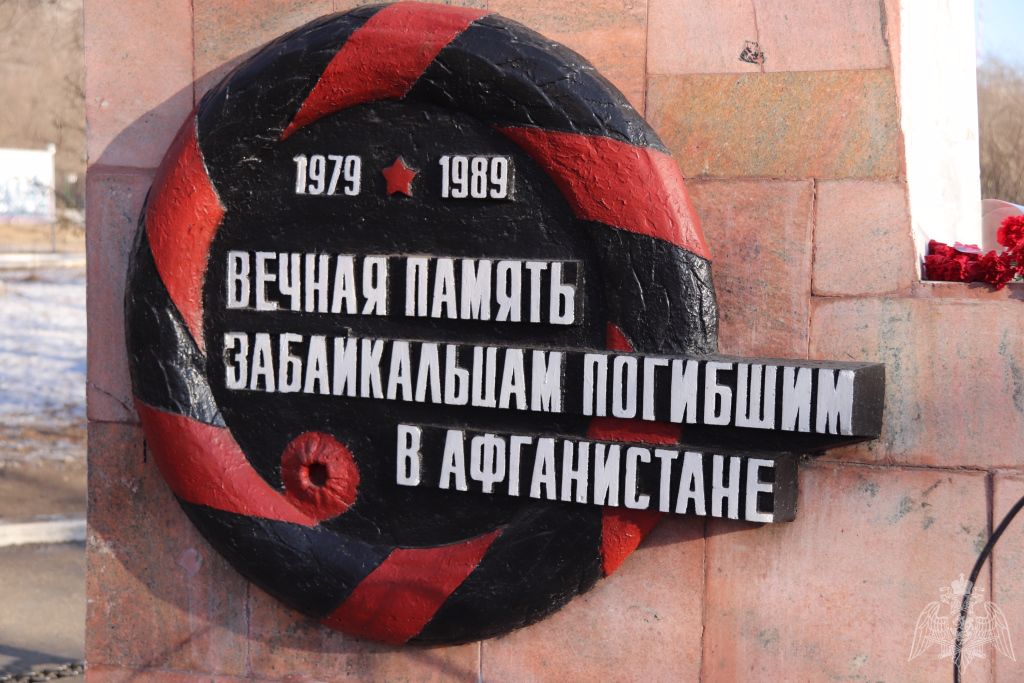 1979 ★ 1989
ВЕЧНАЯ ПАМЯТЬ
ЗАБАЙКАЛЬЦАМ ПОГИБШИМ
В АФГАНИСТАНЕ